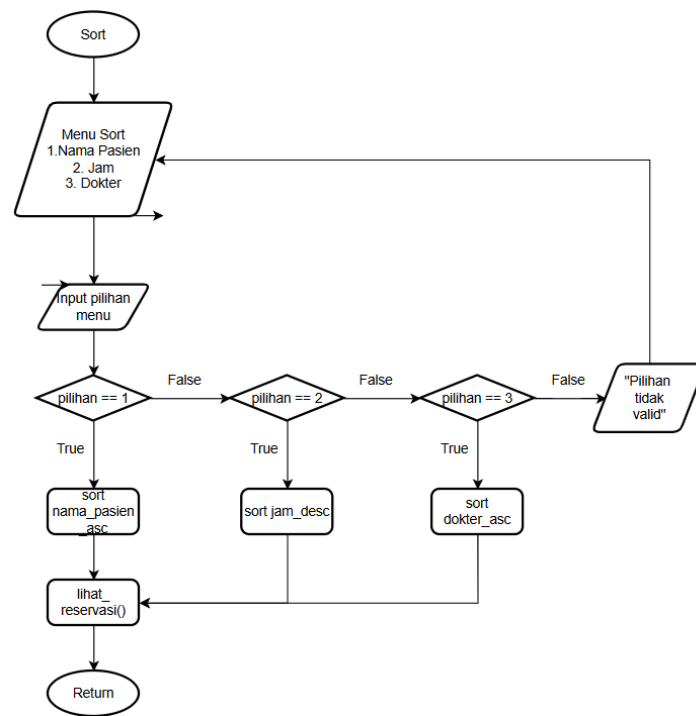 Sort
Menu Sort
1.Nama Pasien
2. Jam
3. Dokter
Input pilihan
menu
pilihan == 1
False
pilihan == 2
False
pilihan == 3
False
"Pilihan
tidak
valid"
True
True
True
sort
nama_pasien
_asc
sort jam_desc
sort
dokter_asc
lihat_
reservasi()
Return